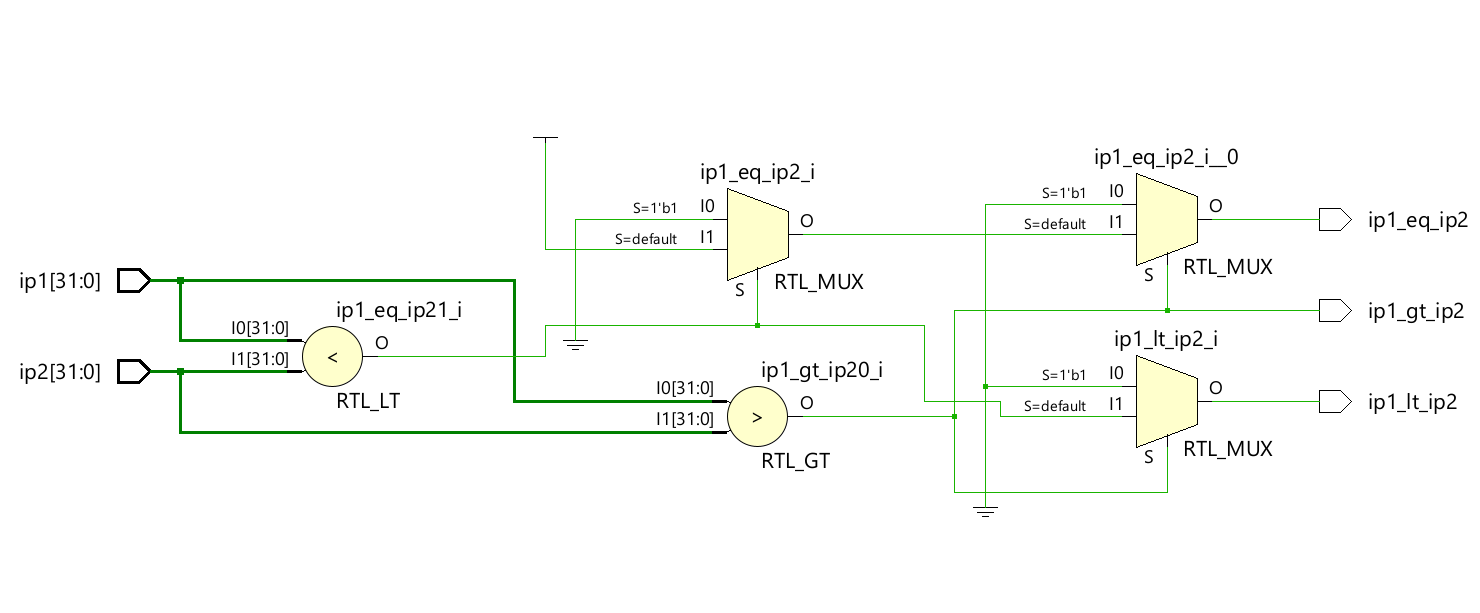 ip1_eq_ip2_i__0
ip1_eq_ip2_i
S=1'b1 I0
O
S=1'b1 I0
O
S=default I1
ip1_eq_ip2
S=default I1
O
S
RTL_MUX
S
RTL_MUX
ip1[31:0]
ip1_eq_ip21_i
ip1_gt_ip2
I0[31:0]
O
I1[31:0]
<
ip2[31:0]
RTL_LT
ip1_lt_ip2_i
ip1_gt_ip20_i
S=1'b1 I0
O
I0[31:0]
O
S=default I1
ip1_lt_ip2
I1[31:0]
>
S
RTL_MUX
RTL_GT